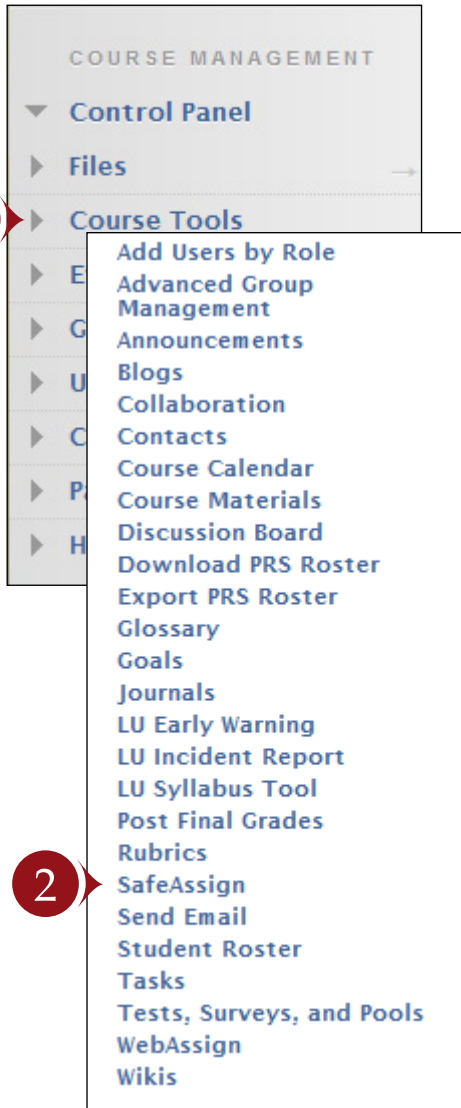 COURSE MANAGEMENT
Control Panel
Files
Course Tools
Add Users by Role
Advanced Group
Management
Announcements
Blogs
Collaboration
Contacts
Course Calendar
Course Materials
Discussion Board
Download PRS Roster
Export PRS Roster
Glossary
Goals
Journals
LU Early Warning
LU Incident Report
LU Syllabus Tool
Post Final Grades
Rubrics
2 SafeAssign
Send Email
Student Roster
Tasks
Tests, Surveys, and Pools
WebAssign
Wikis